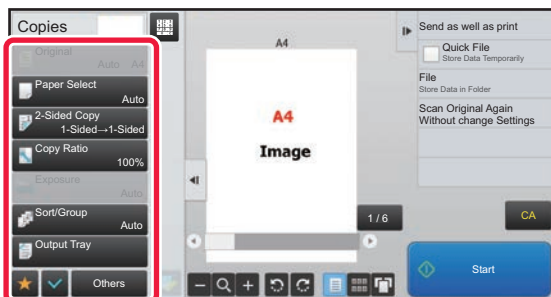 Copies
Original
Auto A4
Paper Select
Auto
2-Sided Copy
1-Sided→1-Sided
Copy Ratio
100%
Exposure
Auto
Sort/Group
Auto
Output Tray
Others
A4
A4
Image
1 / 6
Send as well as print
Quick File
Store Data Temporarily
File
Store Data in Folder
Scan Original Again
Without change Settings
CA
Start